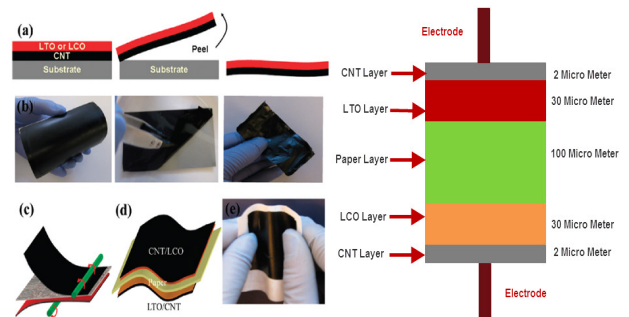 (a)
LTO or LCO
CNT
Substrate
Peel
Substrate
(b)
(c)
(d)
CNT/LCO
Paper
LTO/CNT
(e)
Electrode
CNT Layer
2 Micro Meter
30 Micro Meter
LTO Layer
Paper Layer
100 Micro Meter
LCO Layer
30 Micro Meter
CNT Layer
2 Micro Meter
Electrode